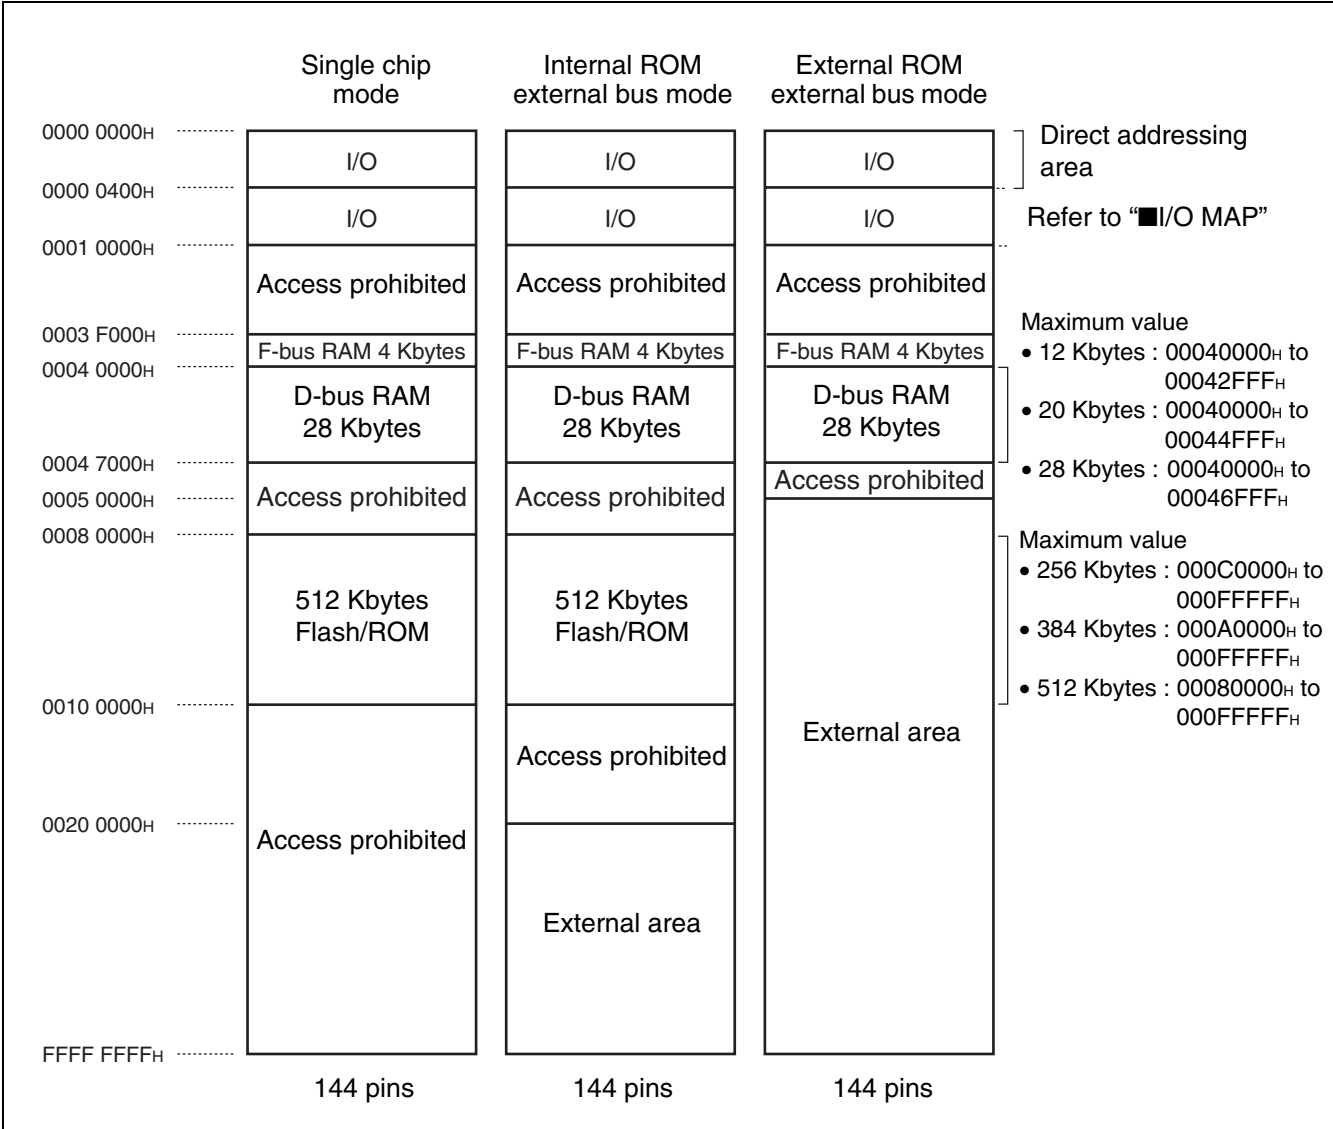 Single chip
mode
Internal ROM
external bus mode
External ROM
external bus mode
0000 0000H
I/O
I/O
I/O
Direct addressing
area
0000 0400H
I/O
I/O
I/O
Refer to “■I/O MAP”
0001 0000H
Access prohibited
Access prohibited
Access prohibited
0003 F000H
F-bus RAM 4 Kbytes
F-bus RAM 4 Kbytes
F-bus RAM 4 Kbytes
0004 0000H
D-bus RAM
28 Kbytes
D-bus RAM
28 Kbytes
D-bus RAM
28 Kbytes
Maximum value
• 12 Kbytes : 00040000H to
00042FFFH
• 20 Kbytes : 00040000H to
00044FFFH
• 28 Kbytes : 00040000H to
00046FFFH
0004 7000H
Access prohibited
Access prohibited
Access prohibited
0005 0000H
0008 0000H
512 Kbytes
Flash/ROM
512 Kbytes
Flash/ROM
Maximum value
• 256 Kbytes : 000C0000H to
000FFFFFH
• 384 Kbytes : 000A0000H to
000FFFFFH
• 512 Kbytes : 00080000H to
000FFFFFH
0010 0000H
Access prohibited
External area
0020 0000H
Access prohibited
External area
FFFF FFFFH
144 pins
144 pins
144 pins